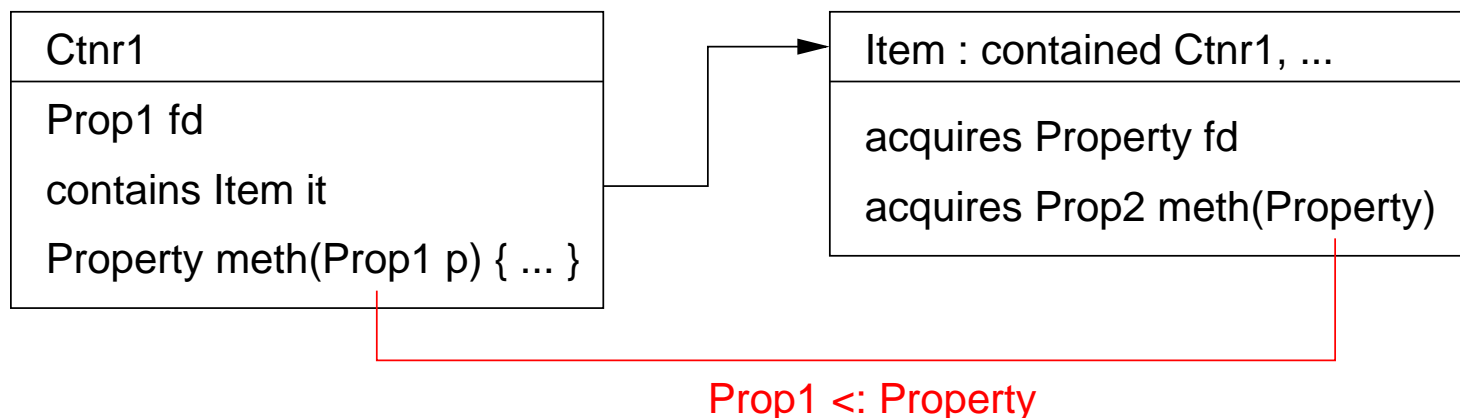 Ctnr1
Prop1 fd
contains Item it
Property meth(Prop1 p) { ... }
Item : contained Ctnr1, ...
acquires Property fd
acquires Prop2 meth(Property)
Prop1 <: Property